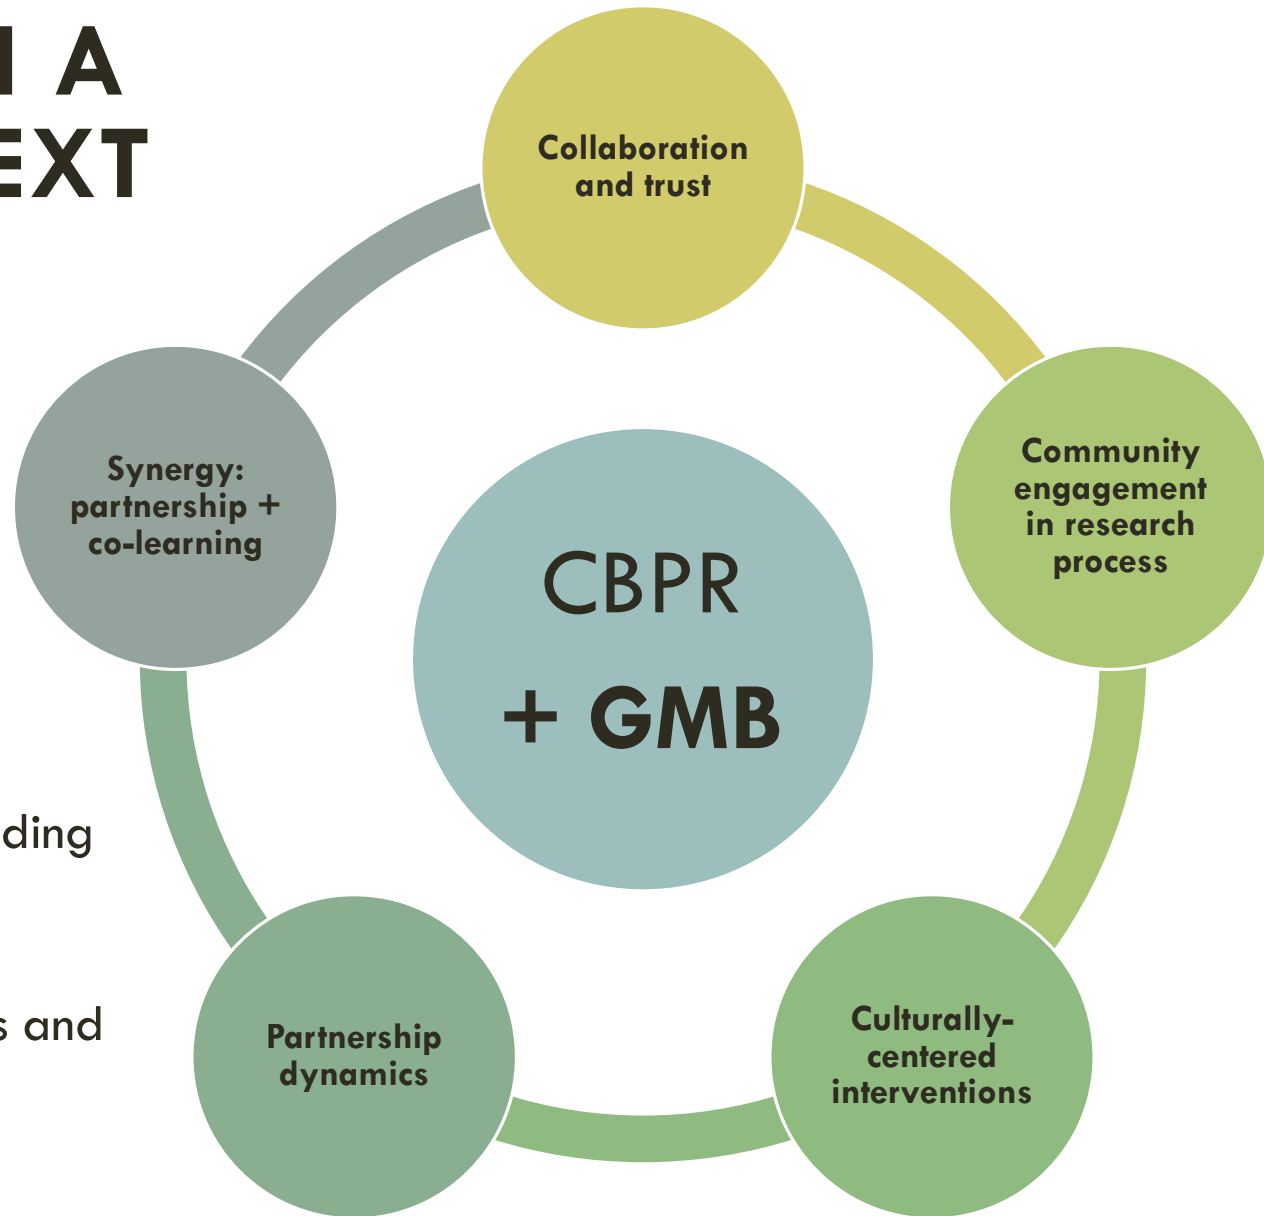 A
EXT
Collaboration
and trust
Community
engagement
in research
process
Culturally-
centered
interventions
Partnership
dynamics
Synergy:
partnership +
co-learning
CBPR
+ GMB
ding
s and